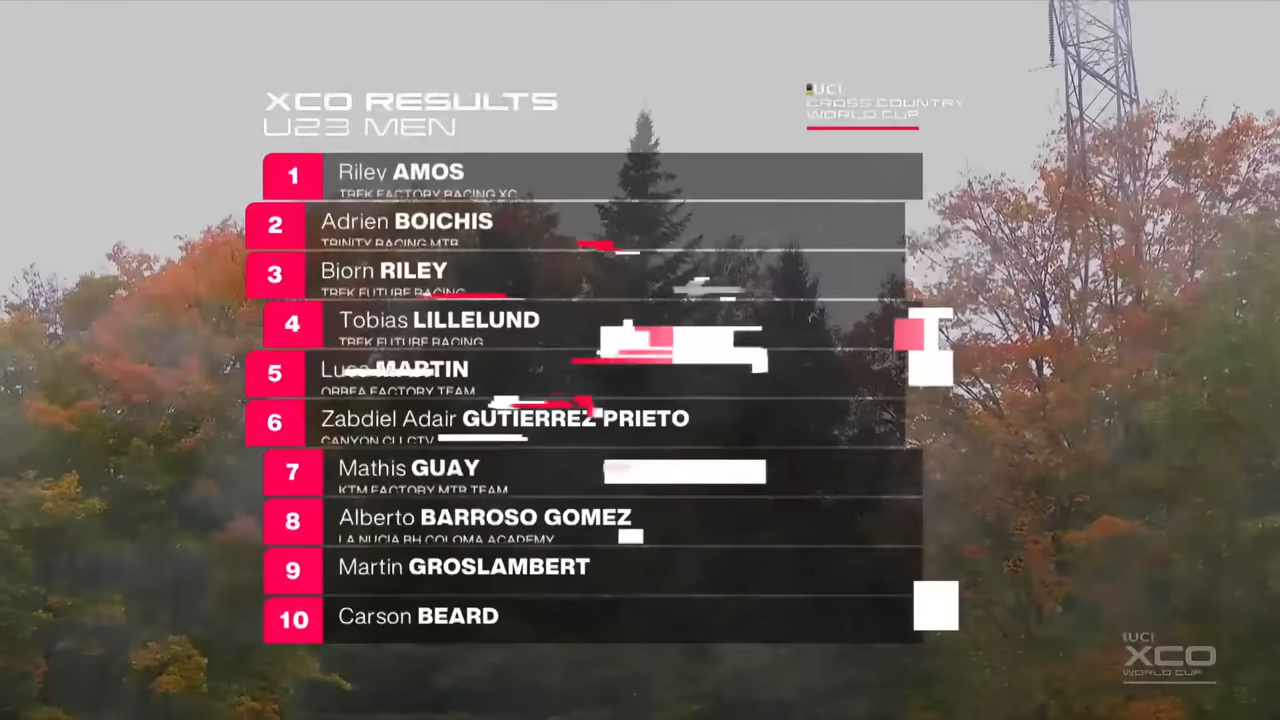 XCO RESULTS
U23 MEN
UCI
CROSS COUNTRY
WORLD CUP
1 Riley AMOS
TREK FACTORY RACING XC
2 Adrien BOICHIS
TRINITY RACING MTB
3 Bjorn RILEY
TREK FUTURE RACING
4 Tobias LILLELUND
TREK FUTURE RACING
5 Luca MARTIN
ORBEA FACTORY TEAM
6 Zabdiel Adair GUTIERREZ PRIETO
CANYON CLLCTV
7 Mathis GUAY
KTM FACTORY MTB TEAM
8 Alberto BARROSO GOMEZ
LA NUCIA BH COLOMA ACADEMY
9 Martin GROSLAMBERT
10 Carson BEARD
UCI
XCO
WORLD CUP